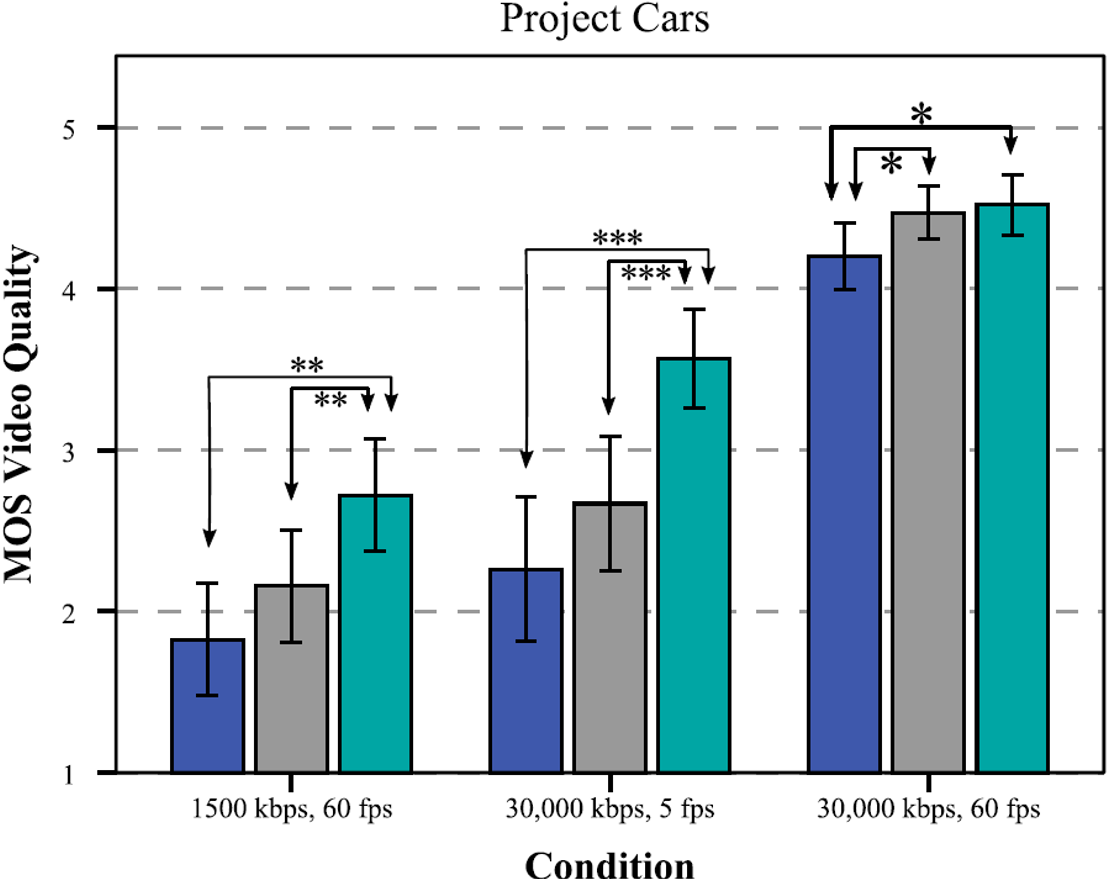 Project Cars
MOS Video Quality
5
4
3
2
1
**
**
***
***
*
*
1500 kbps, 60 fps
30,000 kbps, 5 fps
30,000 kbps, 60 fps
Condition